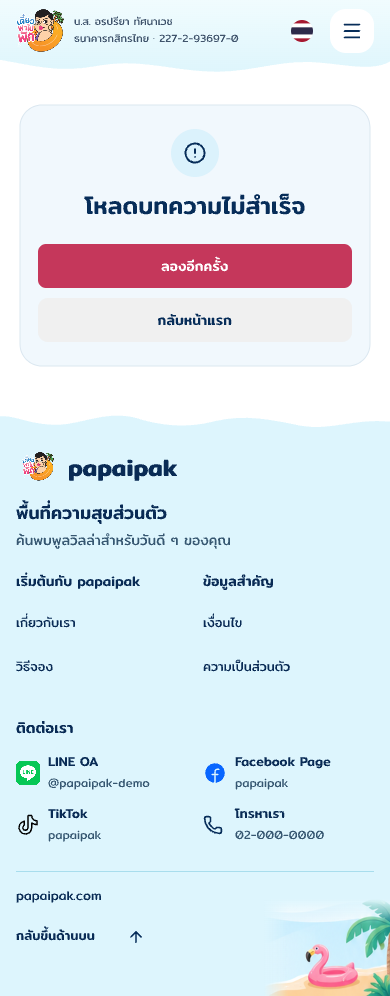 เที่ยว
พาม
พัก
น.ส. อรปรียา ทัศนาเวช
ธนาคารกสิกรไทย · 227-2-93697-0
โหลดบทความไม่สำเร็จ
ลองอีกครั้ง
กลับหน้าแรก
papaipak
พื้นที่ความสุขส่วนตัว
ค้นพบพูลวิลล่าสำหรับวันดี ๆ ของคุณ
เริ่มต้นกับ papaipak
ข้อมูลสำคัญ
เกี่ยวกับเรา
เงื่อนไข
วิธีจอง
ความเป็นส่วนตัว
ติดต่อเรา
LINE OA
@papaipak-demo
Facebook Page
papaipak
TikTok
papaipak
โทรหาเรา
02-000-0000
papaipak.com
กลับขึ้นด้านบน